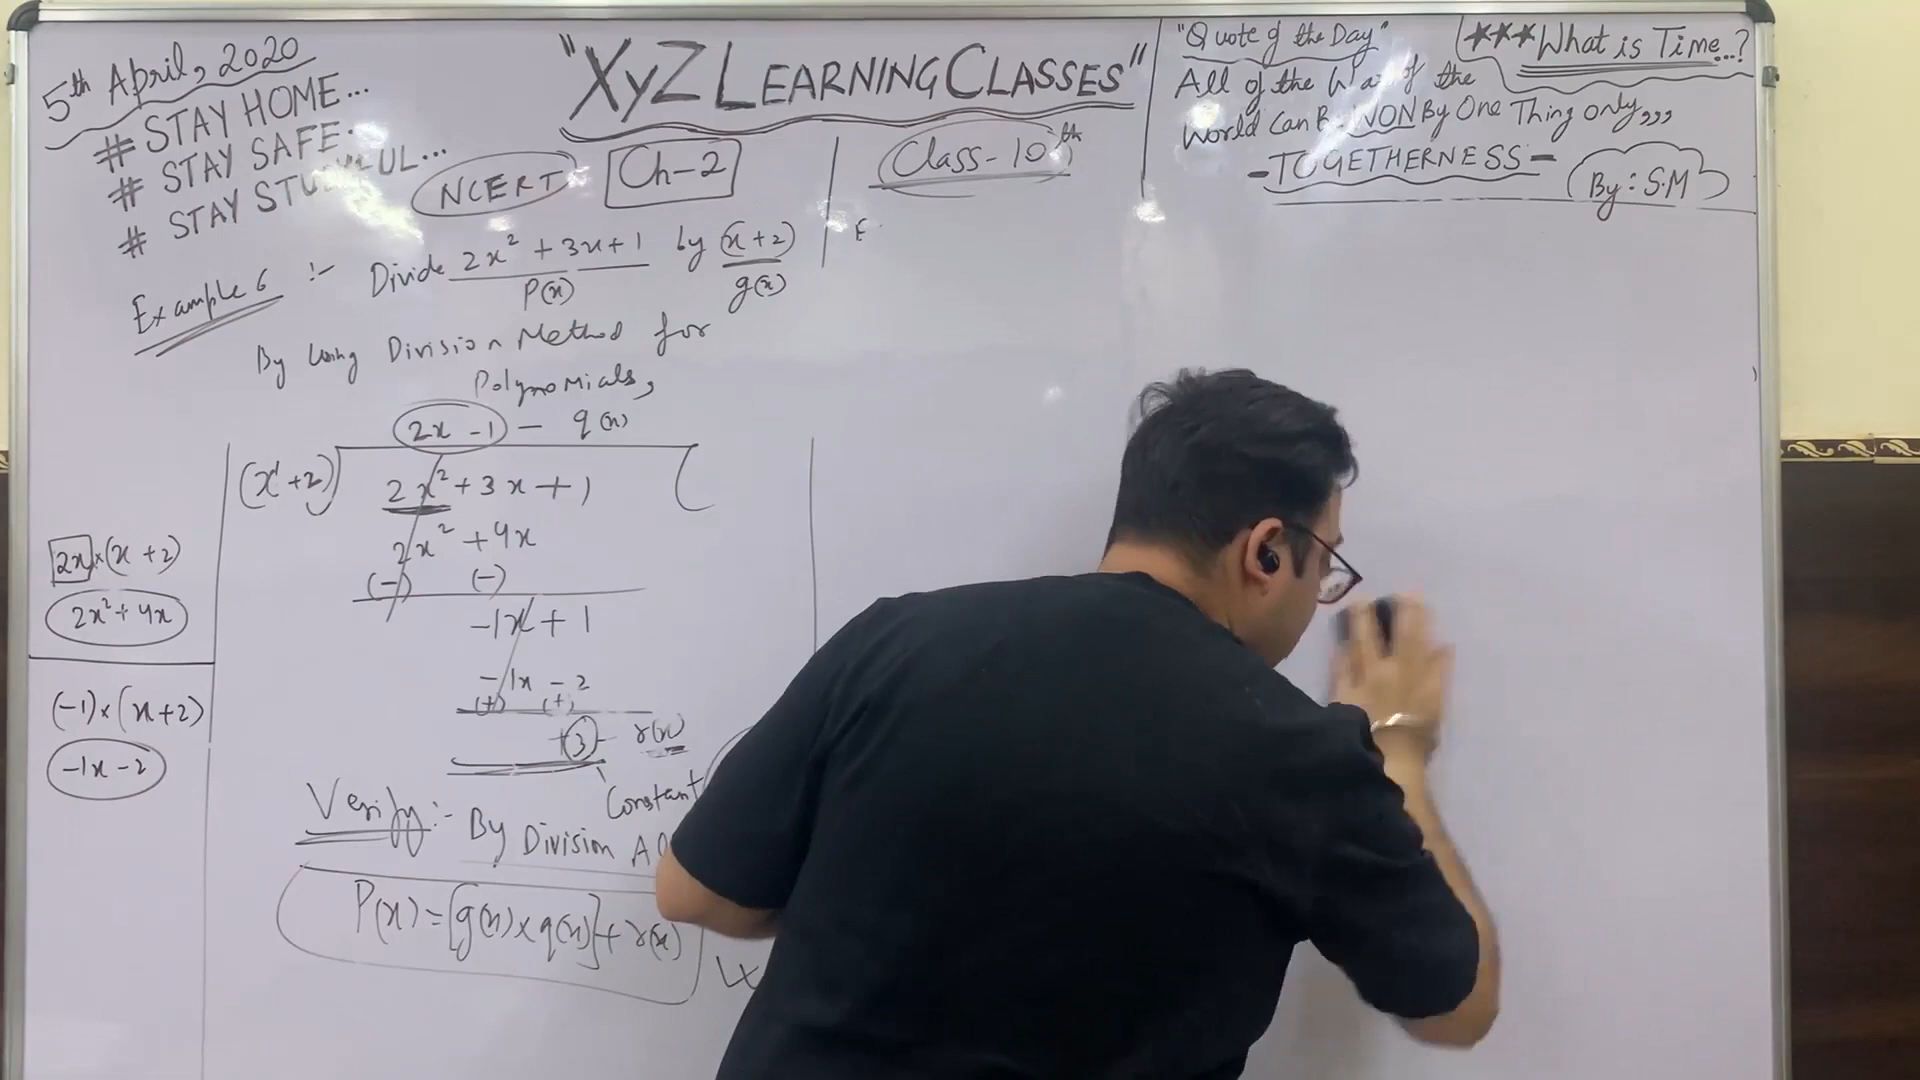 5th April, 2020
# STAY HOME...
# STAY SAFE.
# STAY
"XyZ LEARNING CLASSES"
"Quote of the Day"
All of the War of the
World Can Be WON By One Thing only,,,
-TOGETHERNESS-
By: S.M
***What is Time...?
NCERT
Ch-2
Class-10th
Example 6 :- Divide 2x² + 3x + 1 by (x+2)
P(x) g(x)
By Using Division Method for
Polynomials,
2x - 1 - q(x)
(x+2) 2x² + 3x + 1
2x² + 4x
(-) (-)
-1x + 1
-1x - 2
(+) (+)
+3 - r(x)
Constant
2x×(x+2)
2x² + 4x
(-1)×(x+2)
-1x-2
Verify:- By Division
P(x) = [g(x) × q(x)] + r(x)